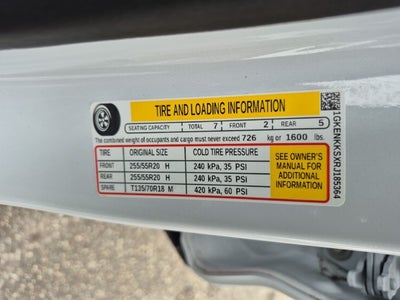 TIRE AND LOADING INFORMATION
SEATING CAPACITY TOTAL 7 FRONT 2 REAR 5
The combined weight of occupants and cargo must never exceed 726 kg or 1600 lbs.
TIRE ORIGINAL SIZE COLD TIRE PRESSURE
FRONT 255/55R20 H 240 kPa, 35 PSI
REAR 255/55R20 H 240 kPa, 35 PSI
SPARE T135/70R18 M 420 kPa, 60 PSI
SEE OWNER'S
MANUAL FOR
ADDITIONAL
INFORMATION
1GKENKKSXRJ185364